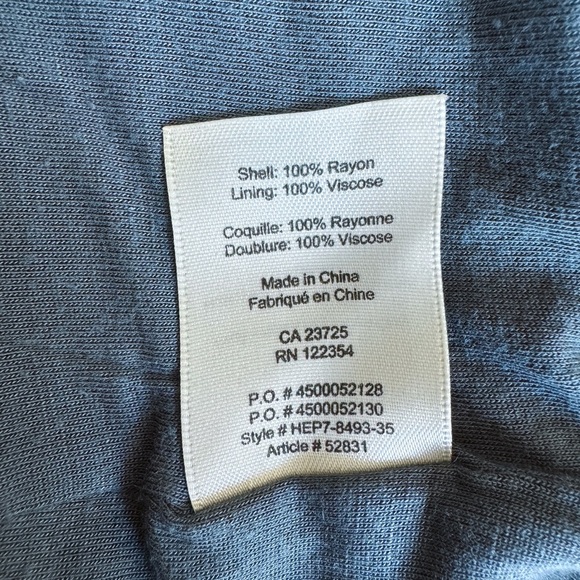 Shell: 100% Rayon
Lining: 100% Viscose
Coquille: 100% Rayonne
Doublure: 100% Viscose
Made in China
Fabriqué en Chine
CA 23725
RN 122354
P.O. # 4500052128
P.O. # 4500052130
Style # HEP7-8493-35
Article # 52831